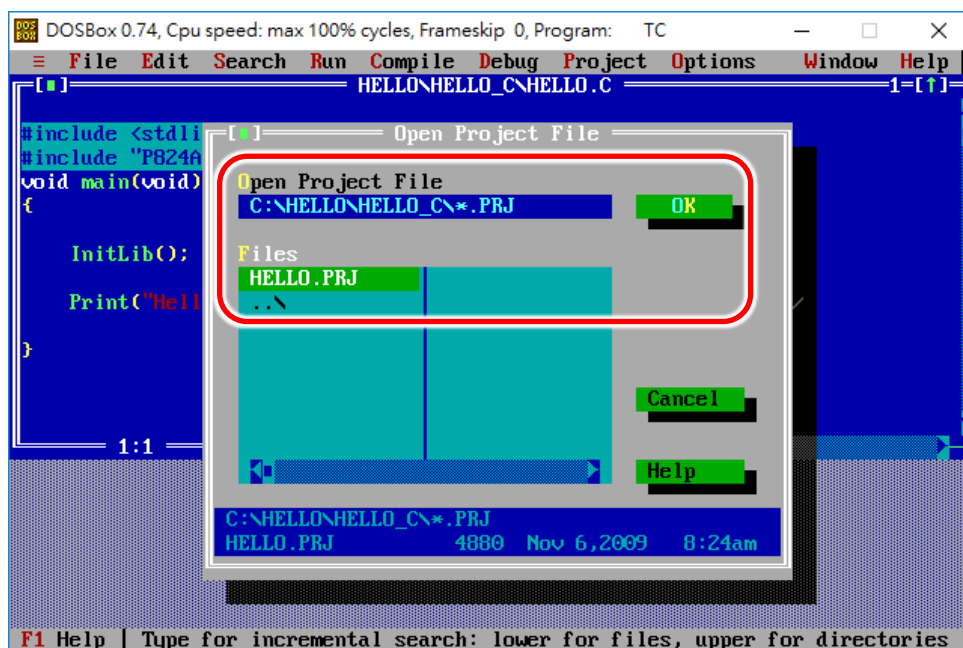 DOSBox 0.74, Cpu speed: max 100% cycles, Frameskip 0, Program: TC
≡ File Edit Search Run Compile Debug Project Options Window Help
[■] HELLO\HELLO_C\HELLO.C 1=[↑]
#include <stdli
#include "P824A
void main(void)
{
InitLib();
Print("Hell
}
1:1
[■] Open Project File
Open Project File
C:\HELLO\HELLO_C\*.PRJ OK
Files
HELLO.PRJ
..\
Cancel
Help
C:\HELLO\HELLO_C\*.PRJ
HELLO.PRJ 4880 Nov 6,2009 8:24am
F1 Help | Type for incremental search: lower for files, upper for directories